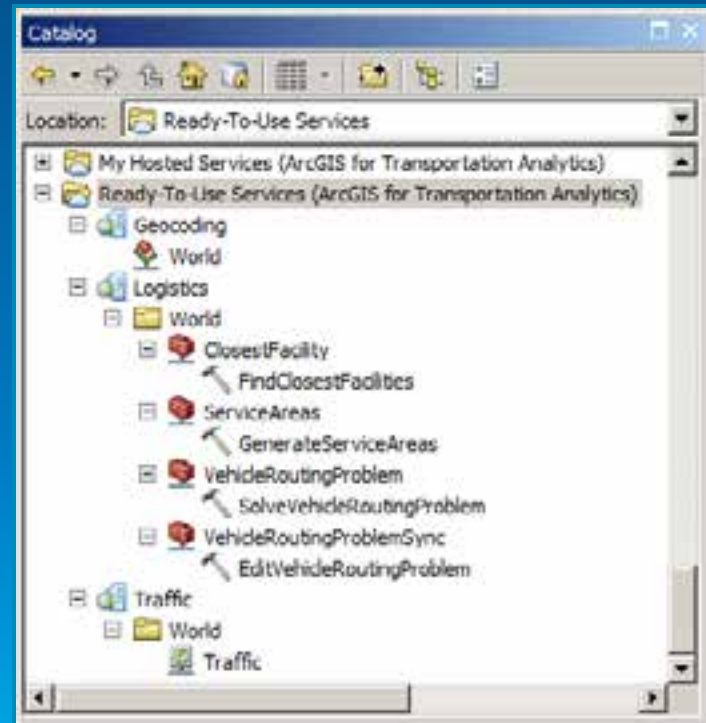 Catalog
Location: Ready-To-Use Services
My Hosted Services (ArcGIS for Transportation Analytics)
Ready-To-Use Services (ArcGIS for Transportation Analytics)
Geocoding
World
Logistics
World
ClosestFacility
FindClosestFacilities
ServiceAreas
GenerateServiceAreas
VehicleRoutingProblem
SolveVehicleRoutingProblem
VehicleRoutingProblemSync
EditVehicleRoutingProblem
Traffic
World
Traffic